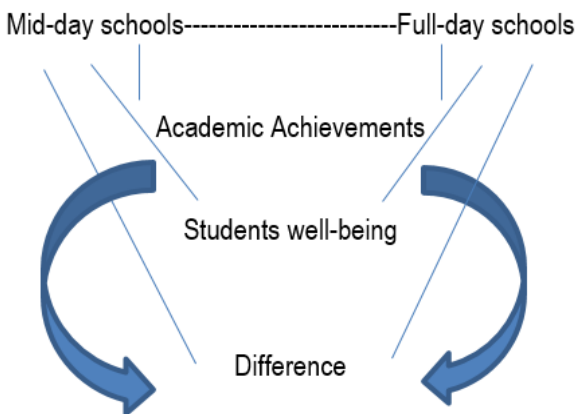 Mid-day schools--------------------------Full-day schools
Academic Achievements
Students well-being
Difference